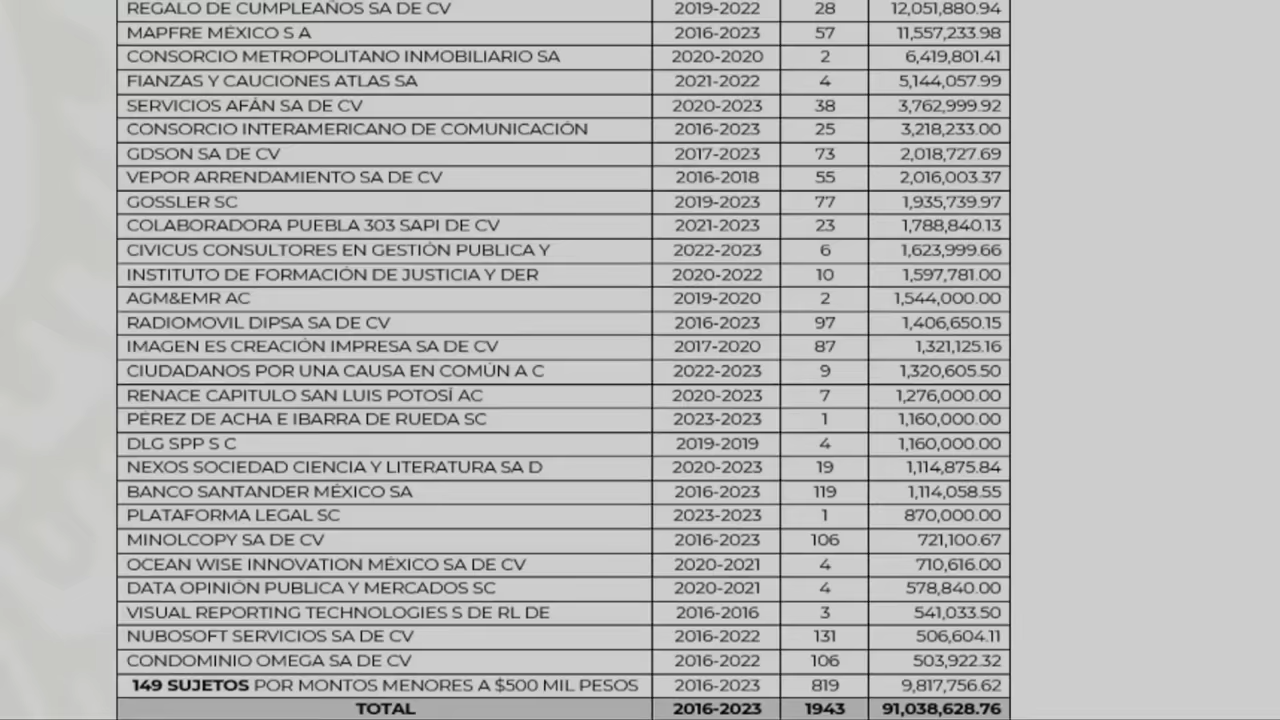 REGALO DE CUMPLEAÑOS SA DE CV 2019-2022 28 12,051,880.94
MAPFRE MÉXICO S A 2016-2023 57 11,557,233.98
CONSORCIO METROPOLITANO INMOBILIARIO SA 2020-2020 2 6,419,801.41
FIANZAS Y CAUCIONES ATLAS SA 2021-2022 4 5,144,057.99
SERVICIOS AFÁN SA DE CV 2020-2023 38 3,762,999.92
CONSORCIO INTERAMERICANO DE COMUNICACIÓN 2016-2023 25 3,218,233.00
GDSON SA DE CV 2017-2023 73 2,018,727.69
VEPOR ARRENDAMIENTO SA DE CV 2016-2018 55 2,016,003.37
GOSSLER SC 2019-2023 77 1,935,739.97
COLABORADORA PUEBLA 303 SAPI DE CV 2021-2023 23 1,788,840.13
CIVICUS CONSULTORES EN GESTIÓN PUBLICA Y 2022-2023 6 1,623,999.66
INSTITUTO DE FORMACIÓN DE JUSTICIA Y DER 2020-2022 10 1,597,781.00
AGM&EMR AC 2019-2020 2 1,544,000.00
RADIOMOVIL DIPSA SA DE CV 2016-2023 97 1,406,650.15
IMAGEN ES CREACIÓN IMPRESA SA DE CV 2017-2020 87 1,321,125.16
CIUDADANOS POR UNA CAUSA EN COMÚN A C 2022-2023 9 1,320,605.50
RENACE CAPITULO SAN LUIS POTOSÍ AC 2020-2023 7 1,276,000.00
PÉREZ DE ACHA E IBARRA DE RUEDA SC 2023-2023 1 1,160,000.00
DLG SPP S C 2019-2019 4 1,160,000.00
NEXOS SOCIEDAD CIENCIA Y LITERATURA SA D 2020-2023 19 1,114,875.84
BANCO SANTANDER MÉXICO SA 2016-2023 119 1,114,058.55
PLATAFORMA LEGAL SC 2023-2023 1 870,000.00
MINOLCOPY SA DE CV 2016-2023 106 721,100.67
OCEAN WISE INNOVATION MÉXICO SA DE CV 2020-2021 4 710,616.00
DATA OPINIÓN PUBLICA Y MERCADOS SC 2020-2021 4 578,840.00
VISUAL REPORTING TECHNOLOGIES S DE RL DE 2016-2016 3 541,033.50
NUBOSOFT SERVICIOS SA DE CV 2016-2022 131 506,604.11
CONDOMINIO OMEGA SA DE CV 2016-2022 106 503,922.32
149 SUJETOS POR MONTOS MENORES A $500 MIL PESOS 2016-2023 819 9,817,756.62
TOTAL 2016-2023 1943 91,038,628.76